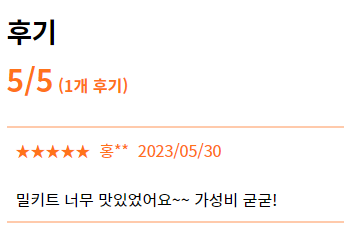 후기
5/5 (1개 후기)
★★★★★ 홍** 2023/05/30
밀키트 너무 맛있었어요~~ 가성비 굳굳!